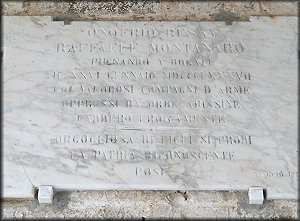 ONOFRIO RESSA
RAFFAELE MONTANARO
PUGNANDO A DOGALI
IL XXVI GENNAIO MDCCCLXXXVII
COI VALOROSI COMPAGNI D'ARME
OPPRESSI DA ORDE ABISSINE
CADDERO EROICAMENTE
ORGOGLIOSA DI FIGLI SÌ PRODI
LA PATRIA RICONOSCENTE
POSE